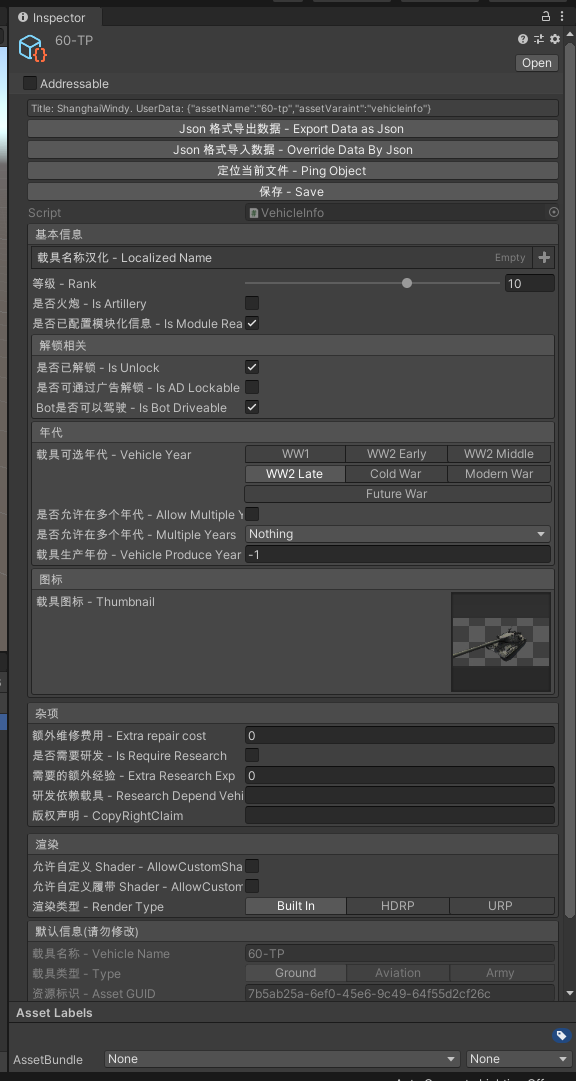 Inspector
60-TP
Open
Addressable
Title: ShanghaiWindy. UserData: {"assetName":"60-tp","assetVaraint":"vehicleinfo"}
Json 格式导出数据 - Export Data as Json
Json 格式导入数据 - Override Data By Json
定位当前文件 - Ping Object
保存 - Save
Script VehicleInfo
基本信息
载具名称汉化 - Localized Name Empty
等级 - Rank 10
是否火炮 - Is Artillery
是否已配置模块化信息 - Is Module Rea
解锁相关
是否已解锁 - Is Unlock
是否可通过广告解锁 - Is AD Lockable
Bot是否可以驾驶 - Is Bot Driveable
年代
载具可选年代 - Vehicle Year WW1 WW2 Early WW2 Middle
WW2 Late Cold War Modern War
Future War
是否允许在多个年代 - Allow Multiple Y
是否允许在多个年代 - Multiple Years Nothing
载具生产年份 - Vehicle Produce Year -1
图标
载具图标 - Thumbnail
杂项
额外维修费用 - Extra repair cost 0
是否需要研发 - Is Require Research
需要的额外经验 - Extra Research Exp 0
研发依赖载具 - Research Depend Vehi
版权声明 - CopyRightClaim
渲染
允许自定义 Shader - AllowCustomSha
允许自定义履带 Shader - AllowCustom
渲染类型 - Render Type Built In HDRP URP
默认信息(请勿修改)
载具名称 - Vehicle Name 60-TP
载具类型 - Type Ground Aviation Army
资源标识 - Asset GUID 7b5ab25a-6ef0-45e6-9c49-64f55d2cf26c
Asset Labels
AssetBundle None None